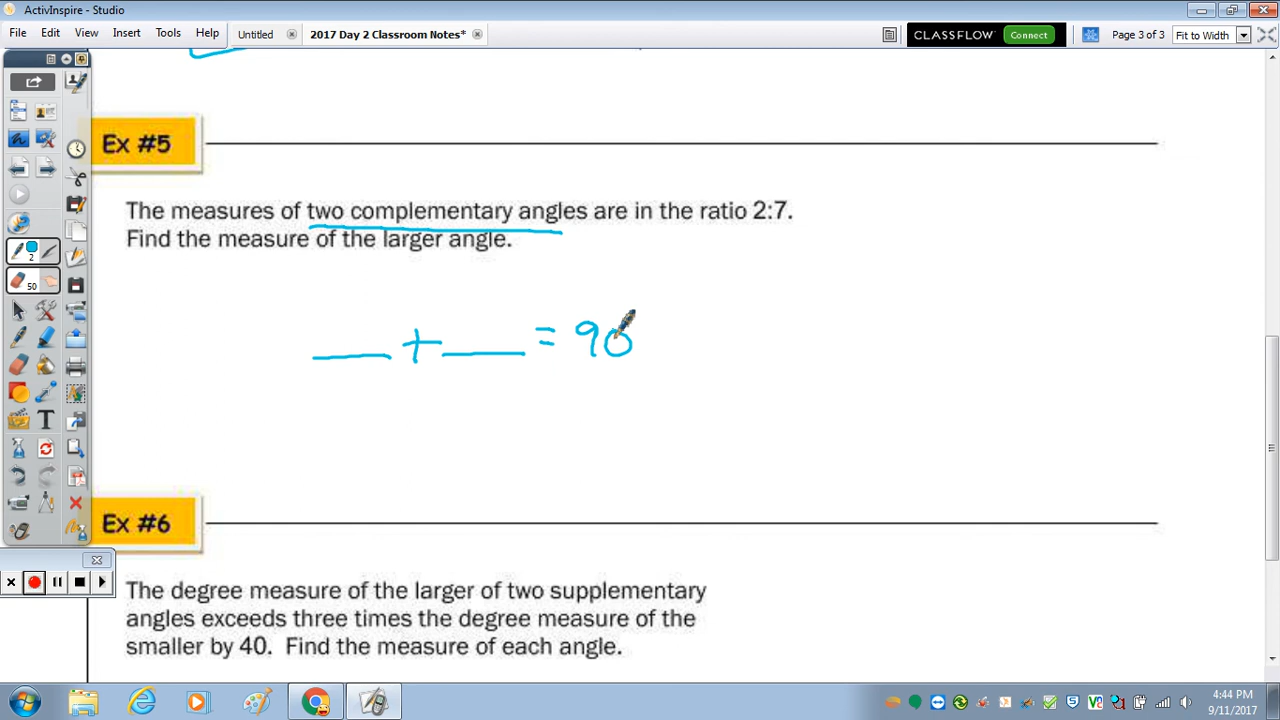 ActivInspire - Studio
File Edit View Insert Tools Help
Untitled
2017 Day 2 Classroom Notes*
CLASSFLOW Connect
Page 3 of 3
Fit to Width
Ex #5
The measures of two complementary angles are in the ratio 2:7.
Find the measure of the larger angle.
___ + ___ = 90
2
50
T
Ex #6
The degree measure of the larger of two supplementary
angles exceeds three times the degree measure of the
smaller by 40. Find the measure of each angle.
4:44 PM
9/11/2017